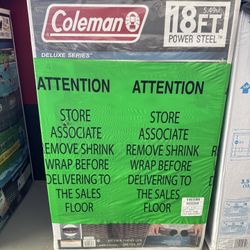 Coleman
18FT
POWER STEEL
DELUXE SERIES
ATTENTION ATTENTION
STORE STORE
ASSOCIATE ASSOCIATE
REMOVE SHRINK REMOVE SHRINK
WRAP BEFORE WRAP BEFORE
DELIVERING TO DELIVERING TO
THE SALES THE SALES
FLOOR FLOOR